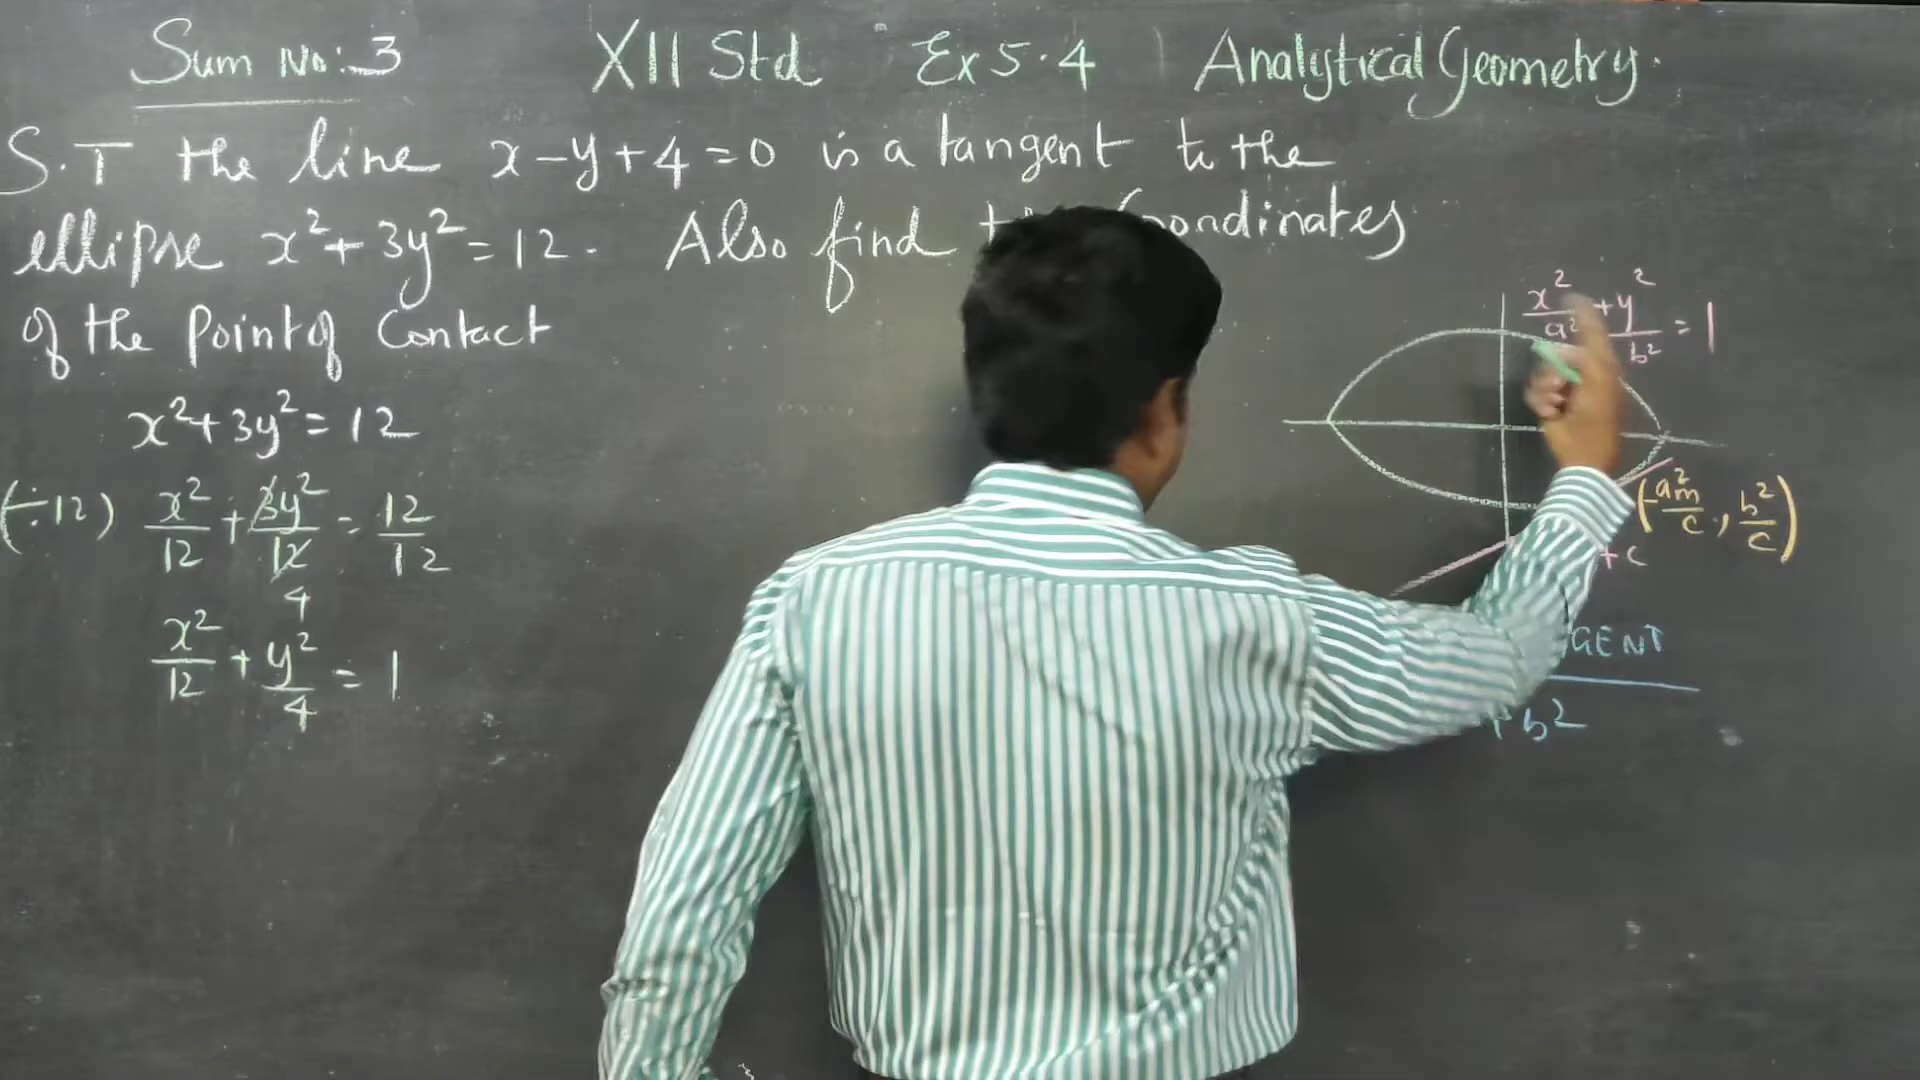 Sum No: 3 XII Std Ex 5.4 Analytical Geometry.
S.T the line x-y+4=0 is a tangent to the
ellipse x²+3y²=12. Also find Coordinates
of the Point of Contact
x²+3y²=12
(÷12) x²/12 + 3y²/12 = 12/12
4
x²/12 + y²/4 = 1
x²/a² + y²/b² = 1
(-a²m/c, b²/c)
+c
GENT
+b²